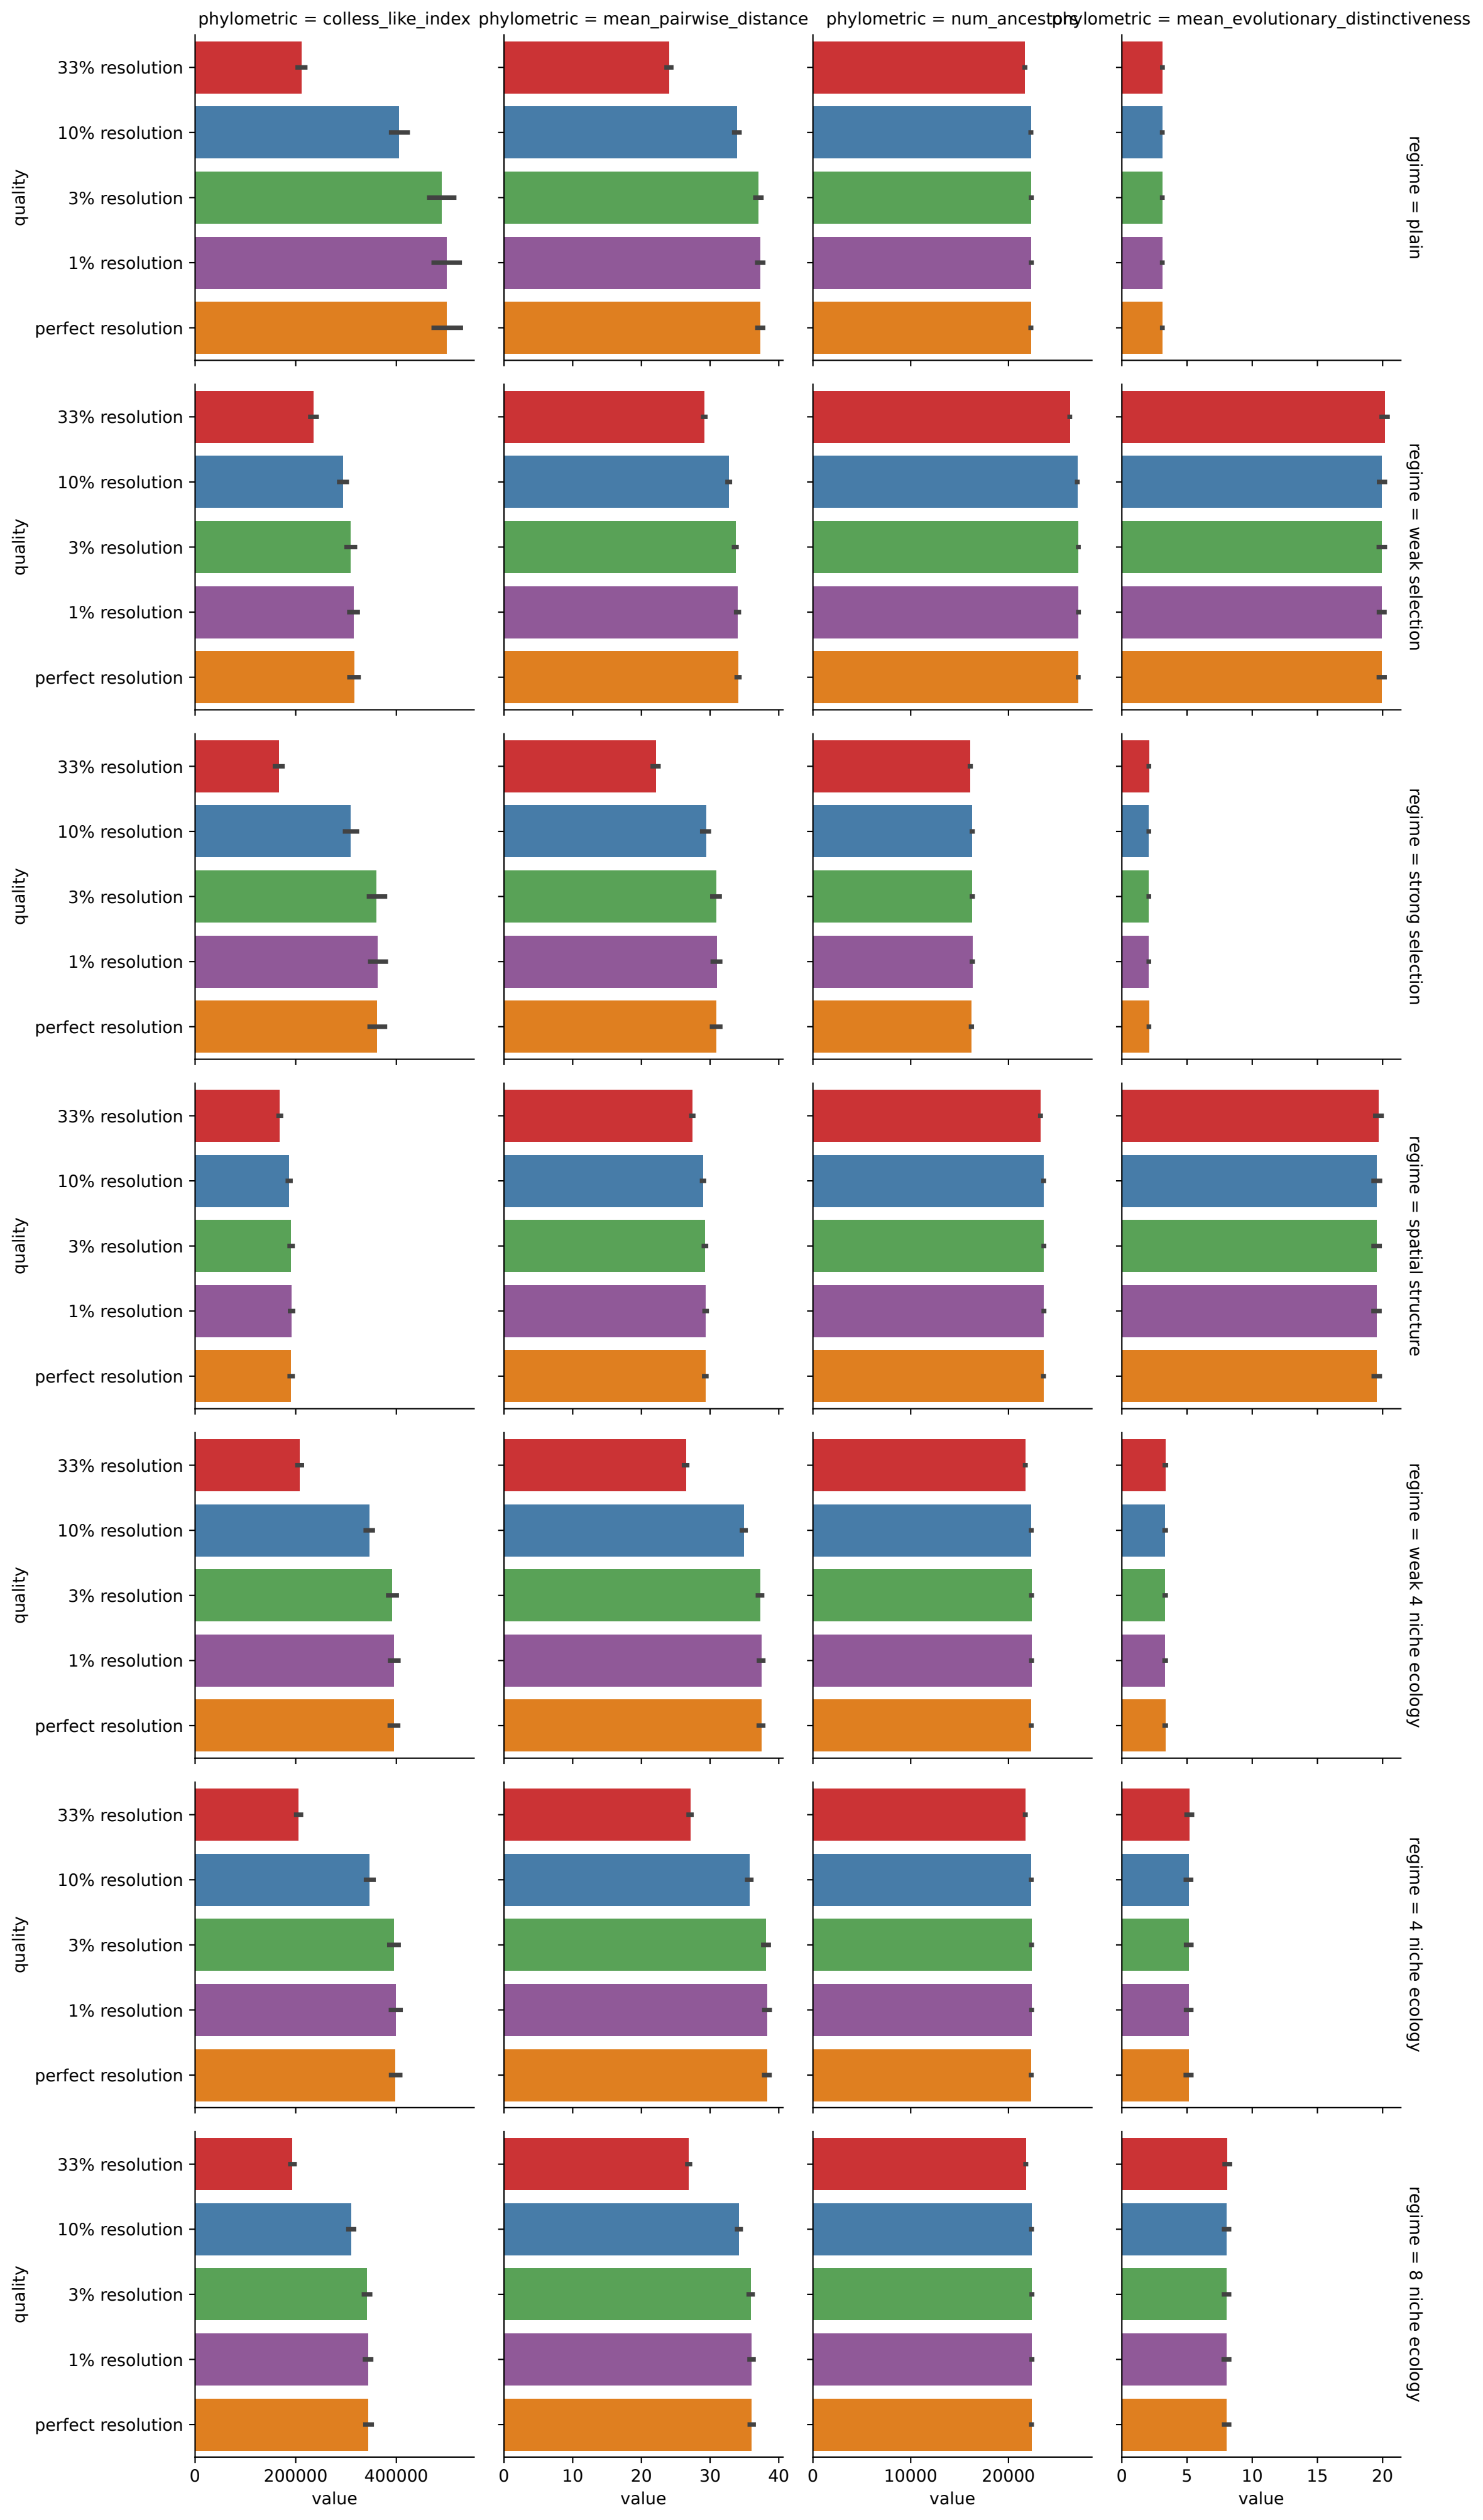 phylometric = colless_like_index
phylometric = mean_pairwise_distance
phylometric = num_ancestors
phylometric = mean_evolutionary_distinctiveness
quality
33% resolution
10% resolution
3% resolution
1% resolution
perfect resolution
regime = plain
quality
33% resolution
10% resolution
3% resolution
1% resolution
perfect resolution
regime = weak selection
quality
33% resolution
10% resolution
3% resolution
1% resolution
perfect resolution
regime = strong selection
quality
33% resolution
10% resolution
3% resolution
1% resolution
perfect resolution
regime = spatial structure
quality
33% resolution
10% resolution
3% resolution
1% resolution
perfect resolution
regime = weak 4 niche ecology
quality
33% resolution
10% resolution
3% resolution
1% resolution
perfect resolution
regime = 4 niche ecology
quality
33% resolution
10% resolution
3% resolution
1% resolution
perfect resolution
regime = 8 niche ecology
0 200000 400000
value
0 10 20 30 40
value
0 10000 20000
value
0 5 10 15 20
value